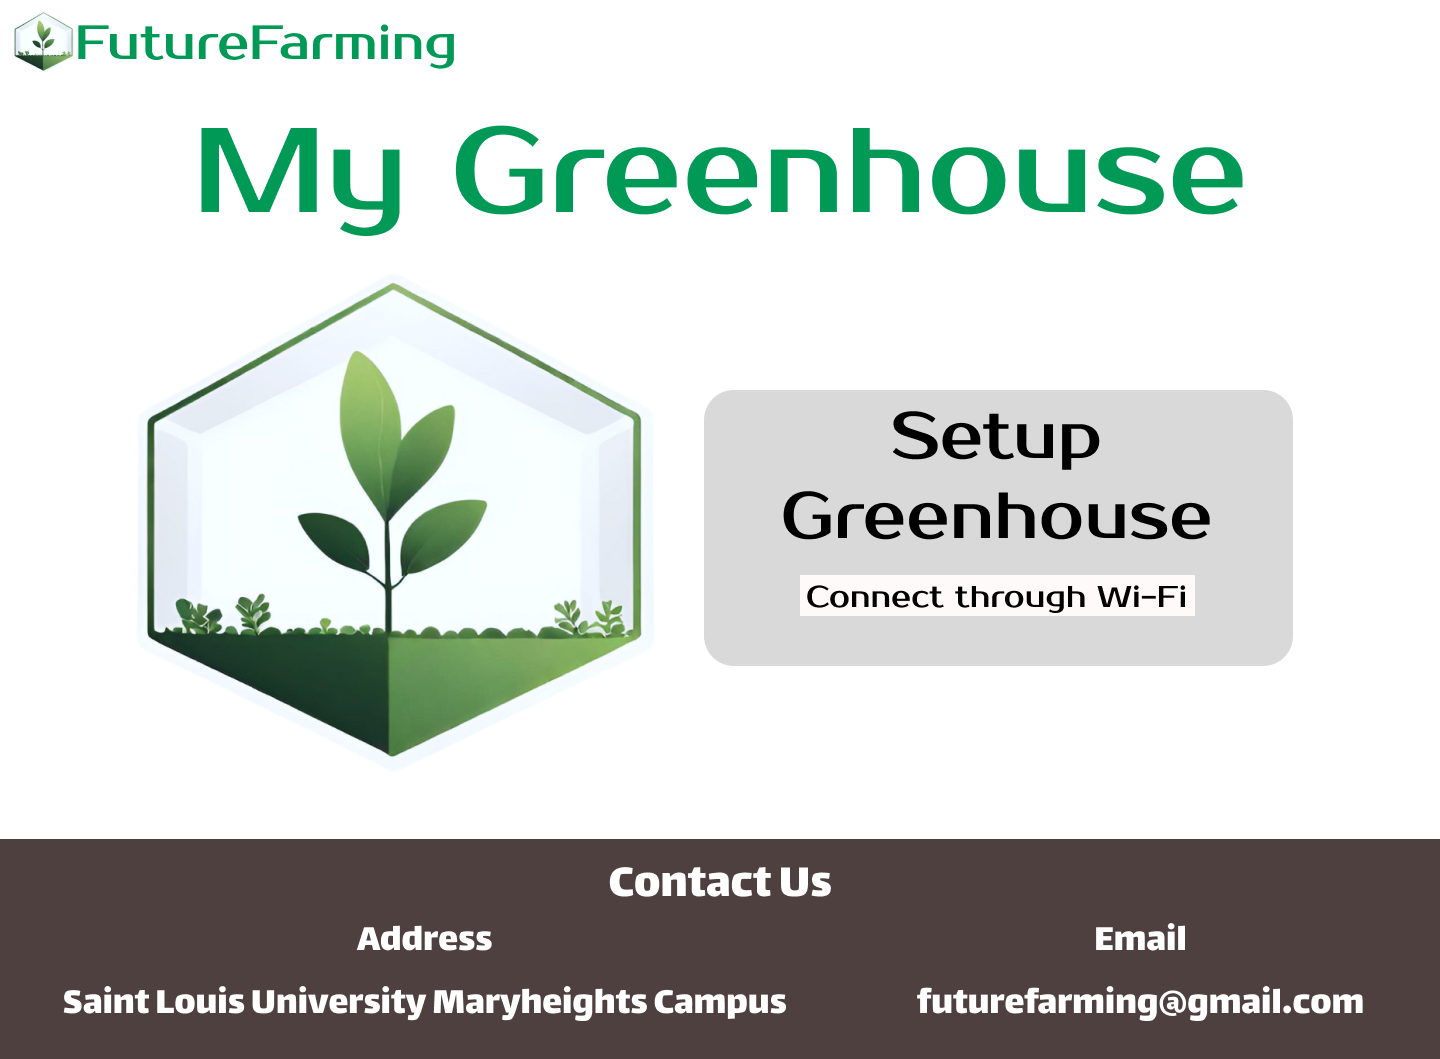 FutureFarming
My Greenhouse
Setup
Greenhouse
Connect through Wi-Fi
Contact Us
Address
Email
Saint Louis University Maryheights Campus
futurefarming@gmail.com